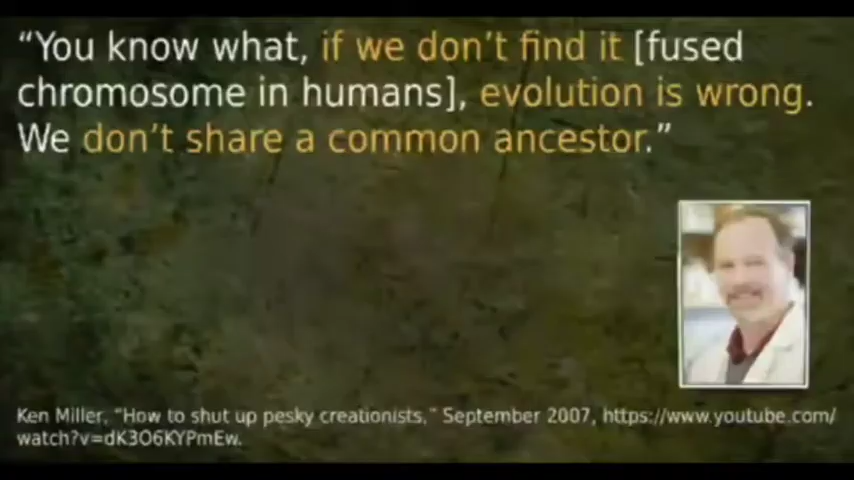 “You know what, if we don’t find it [fused
chromosome in humans], evolution is wrong.
We don’t share a common ancestor.”
Ken Miller, “How to shut up pesky creationists,” September 2007, https://www.youtube.com/
watch?v=dK3O6KYPmEw.